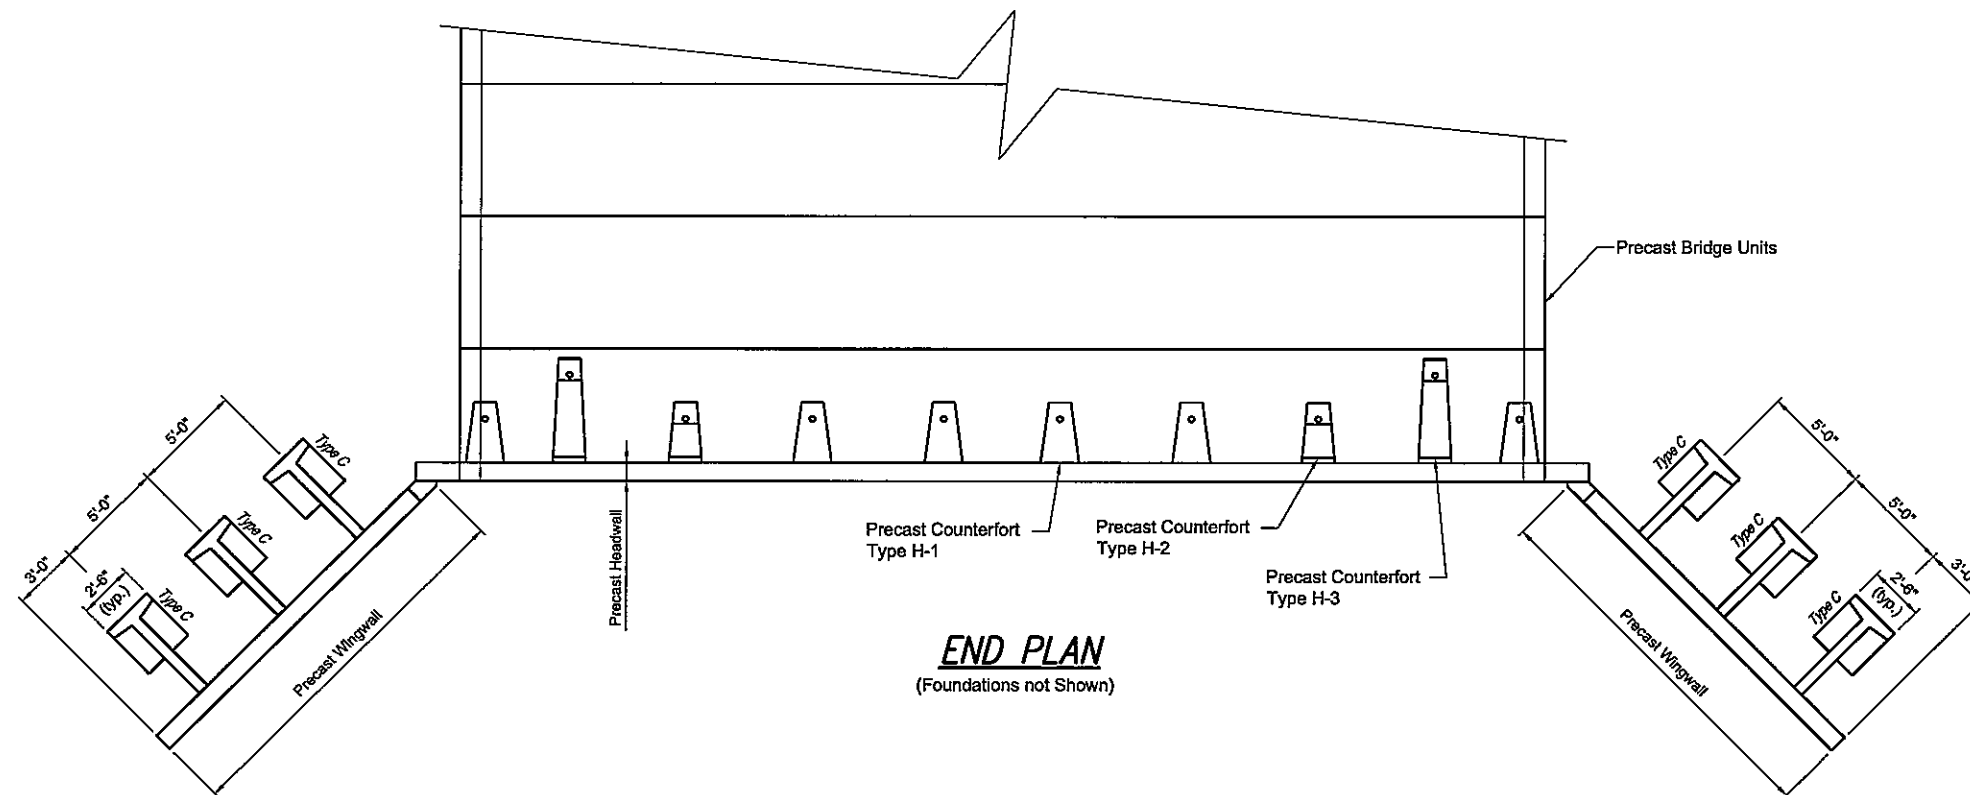 Precast Bridge Units
5'-0"
5'-0"
3'-0"
2'-6"
(typ.)
Type C
Type C
Type C
Precast Wingwall
Precast Headwall
Precast Counterfort
Type H-1
Precast Counterfort
Type H-2
Precast Counterfort
Type H-3
END PLAN
(Foundations not Shown)
5'-0"
5'-0"
3'-0
2'-6"
(typ.)
Type C
Type C
Type C
Precast Wingwall